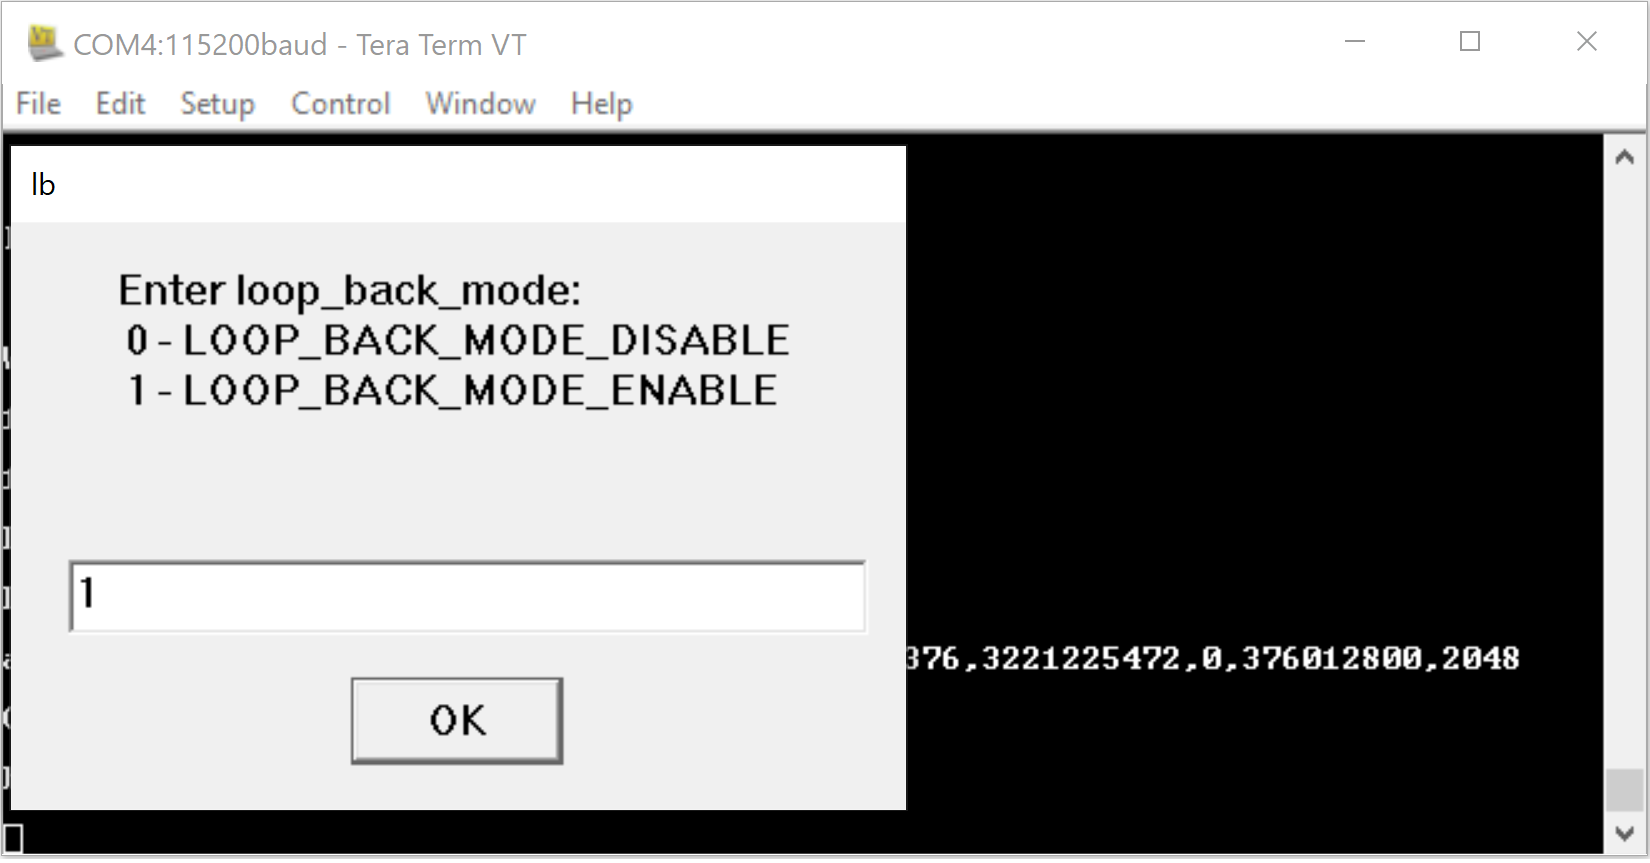 COM4:115200baud - Tera Term VT
File Edit Setup Control Window Help
lb
Enter loop_back_mode:
0 - LOOP_BACK_MODE_DISABLE
1 - LOOP_BACK_MODE_ENABLE
1
376,3221225472,0,376012800,2048
OK